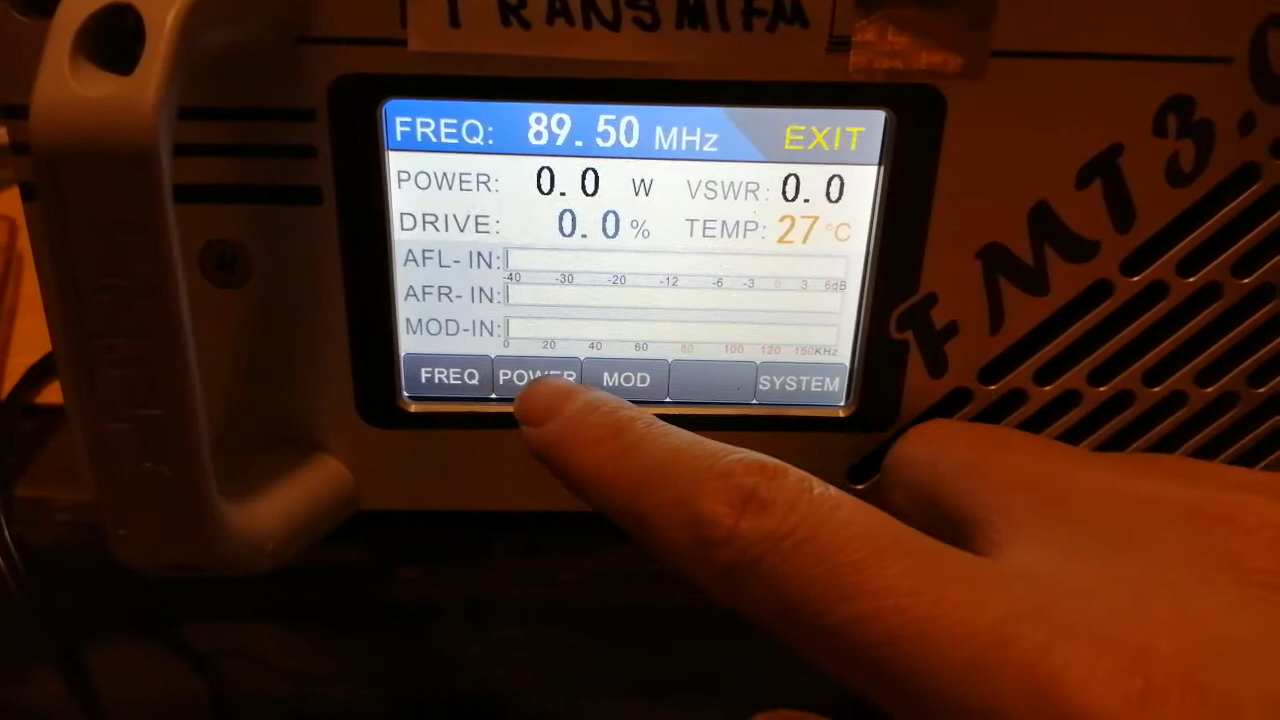 TRANSMIFM
FREQ: 89.50 MHz EXIT
POWER: 0.0 W VSWR: 0.0
DRIVE: 0.0 % TEMP: 27 °C
AFL-IN:
-40 -30 -20 -12 -6 -3 0 3 6dB
AFR-IN:
MOD-IN:
0 20 40 60 80 100 120 150KHz
FREQ POWER MOD SYSTEM
FMT3.0